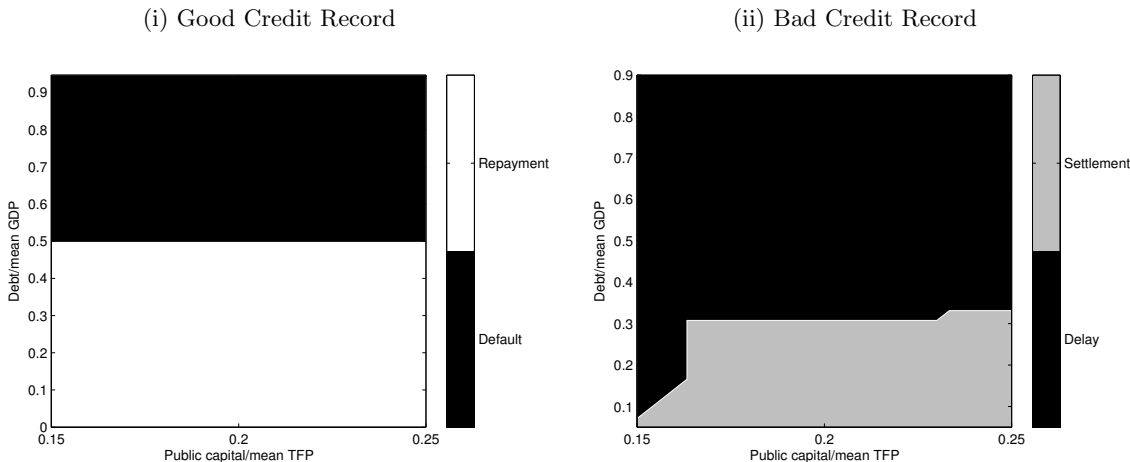 (i) Good Credit Record
0.9
0.8
0.7
0.6
0.5
0.4
0.3
0.2
0.1
0
Debt/mean GDP
0.15
0.2
0.25
Public capital/mean TFP
Repayment
Default
(ii) Bad Credit Record
0.9
0.8
0.7
0.6
0.5
0.4
0.3
0.2
0.1
Debt/mean GDP
0.15
0.2
0.25
Public capital/mean TFP
Settlement
Delay